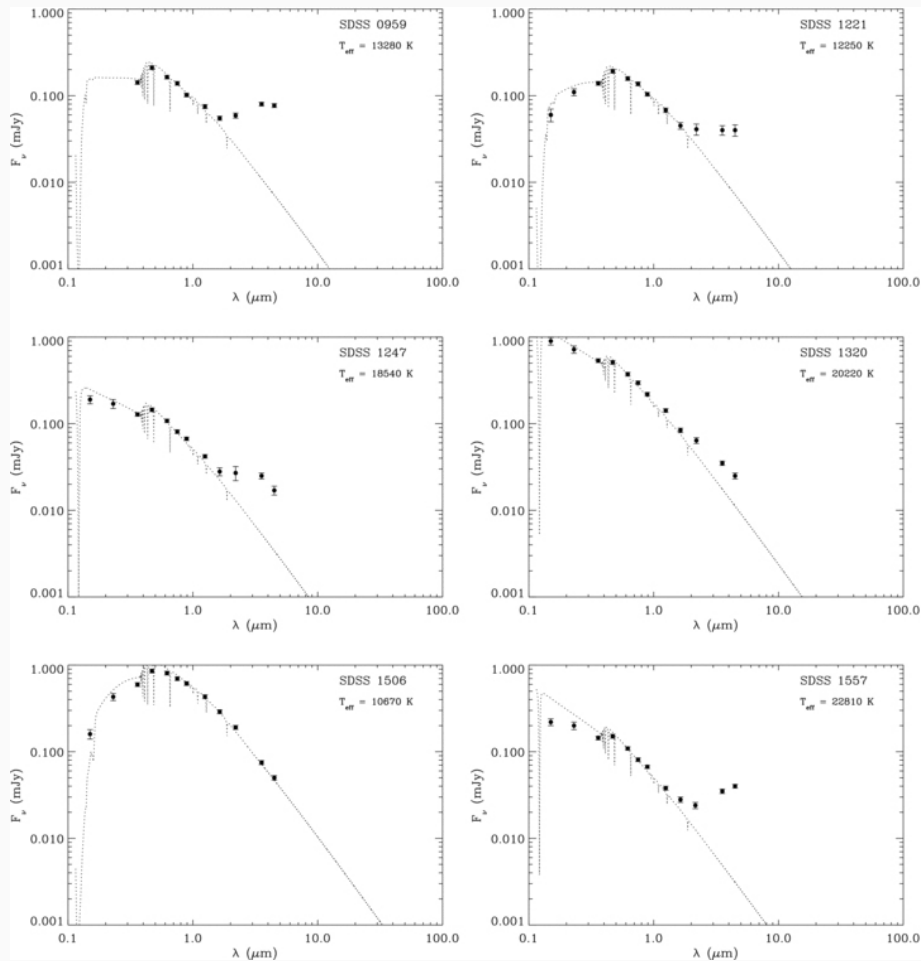 SDSS 0959
T_eff = 13280 K
1.000
0.100
0.010
0.001
F_ν (mJy)
0.1 1.0 10.0 100.0
λ (μm)
SDSS 1221
T_eff = 12250 K
1.000
0.100
0.010
0.001
F_ν (mJy)
0.1 1.0 10.0 100.0
λ (μm)
SDSS 1247
T_eff = 18540 K
1.000
0.100
0.010
0.001
F_ν (mJy)
0.1 1.0 10.0 100.0
λ (μm)
SDSS 1320
T_eff = 20220 K
1.000
0.100
0.010
0.001
F_ν (mJy)
0.1 1.0 10.0 100.0
λ (μm)
SDSS 1506
T_eff = 10670 K
1.000
0.100
0.010
0.001
F_ν (mJy)
0.1 1.0 10.0 100.0
λ (μm)
SDSS 1557
T_eff = 22810 K
1.000
0.100
0.010
0.001
F_ν (mJy)
0.1 1.0 10.0 100.0
λ (μm)